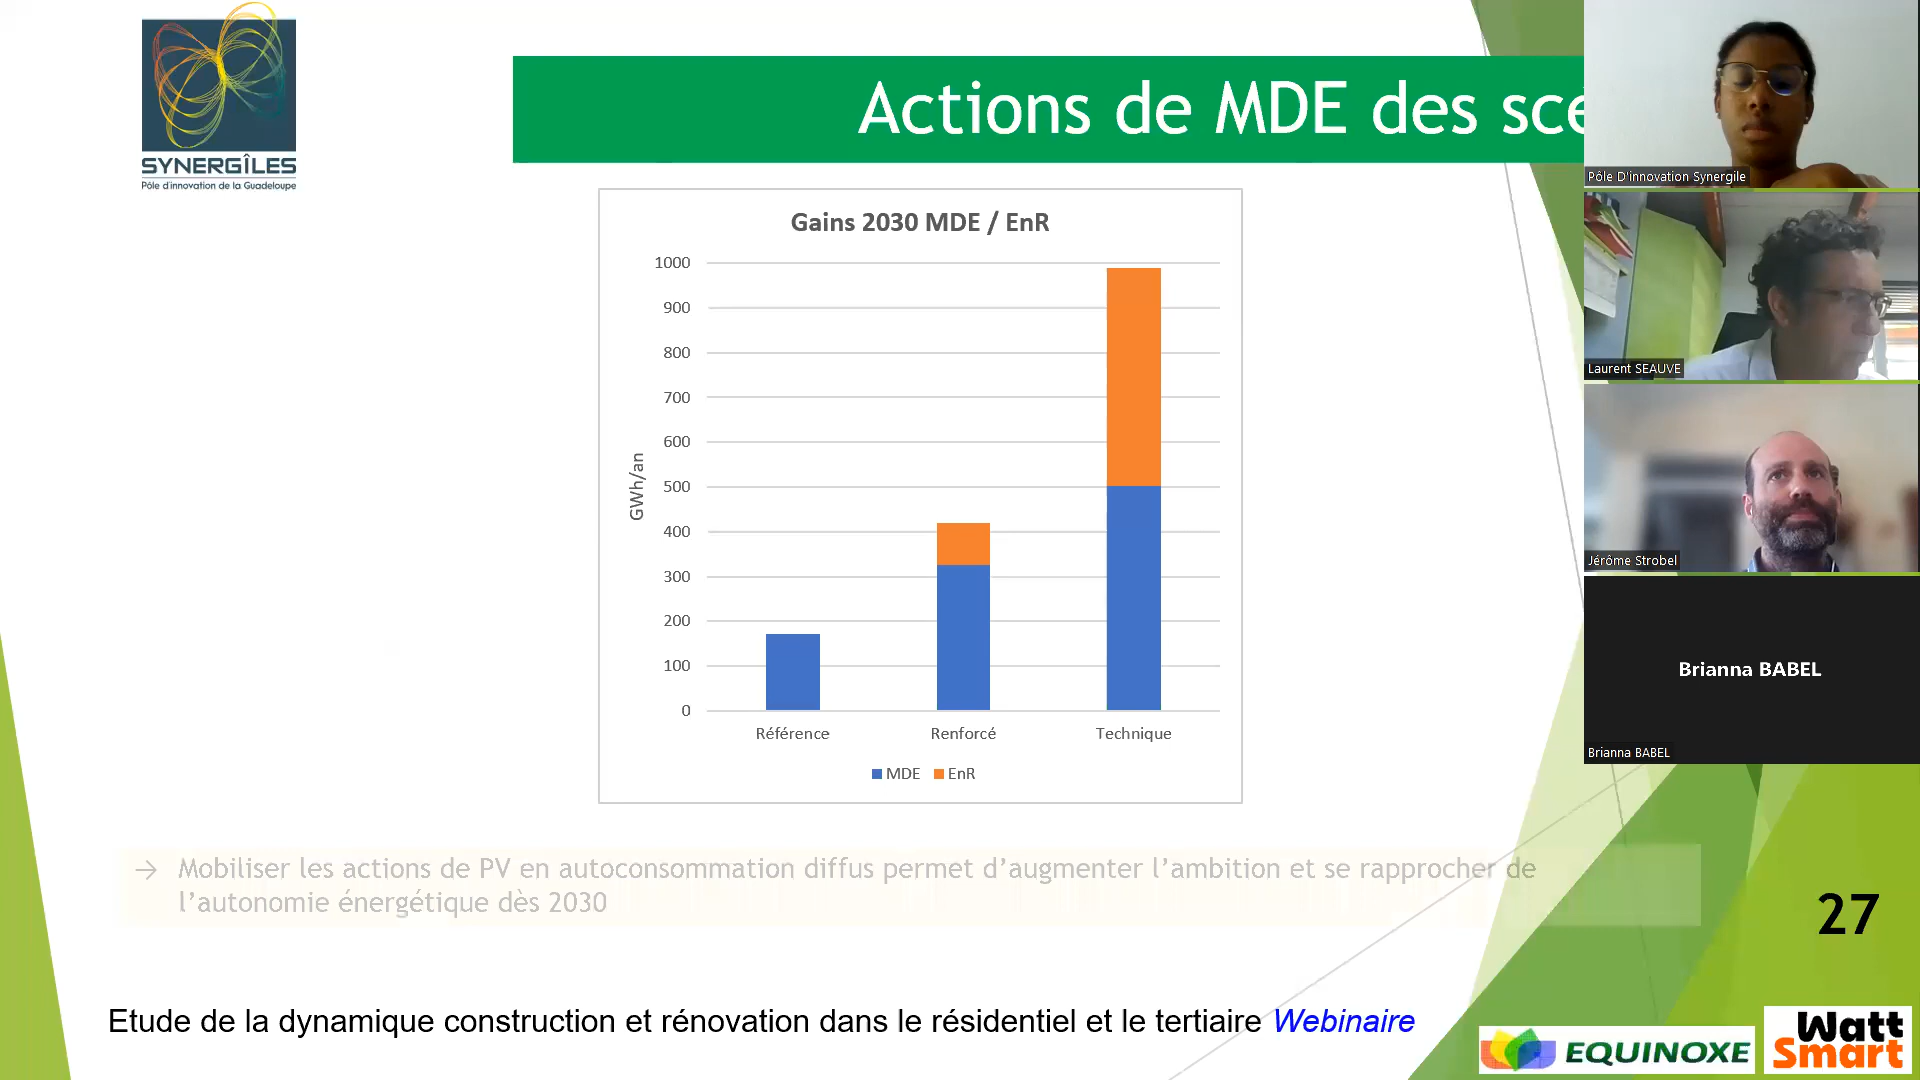 SYNERGÎLES
Pôle d'innovation de la Guadeloupe
Actions de MDE des scé
Gains 2030 MDE / EnR
GWh/an
1000
900
800
700
600
500
400
300
200
100
0
Référence
Renforcé
Technique
MDE
EnR
→ Mobiliser les actions de PV en autoconsommation diffus permet d’augmenter l’ambition et se rapprocher de
l’autonomie énergétique dès 2030
27
Etude de la dynamique construction et rénovation dans le résidentiel et le tertiaire Webinaire
EQUINOXE
Watt
Smart
Pôle D'innovation Synergile
Laurent SEAUVE
Jérôme Strobel
Brianna BABEL
Brianna BABEL